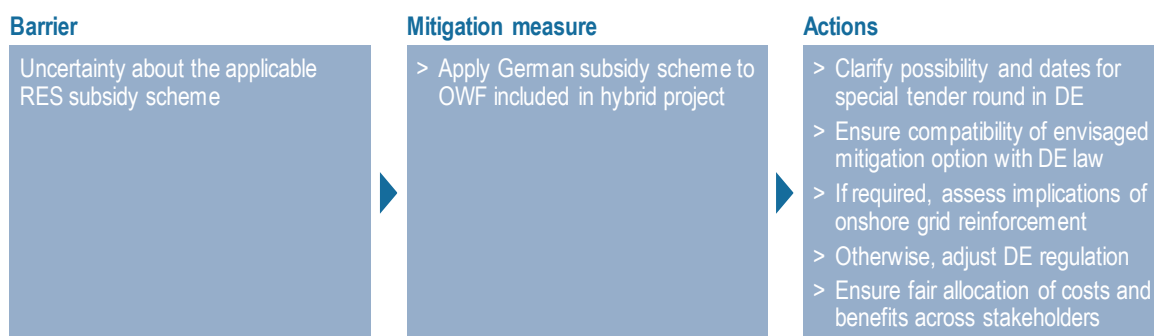 Barrier
Uncertainty about the applicable
RES subsidy scheme
Mitigation measure
> Apply German subsidy scheme to
OWF included in hybrid project
Actions
> Clarify possibility and dates for
special tender round in DE
> Ensure compatibility of envisaged
mitigation option with DE law
> If required, assess implications of
onshore grid reinforcement
> Otherwise, adjust DE regulation
> Ensure fair allocation of costs and
benefits across stakeholders